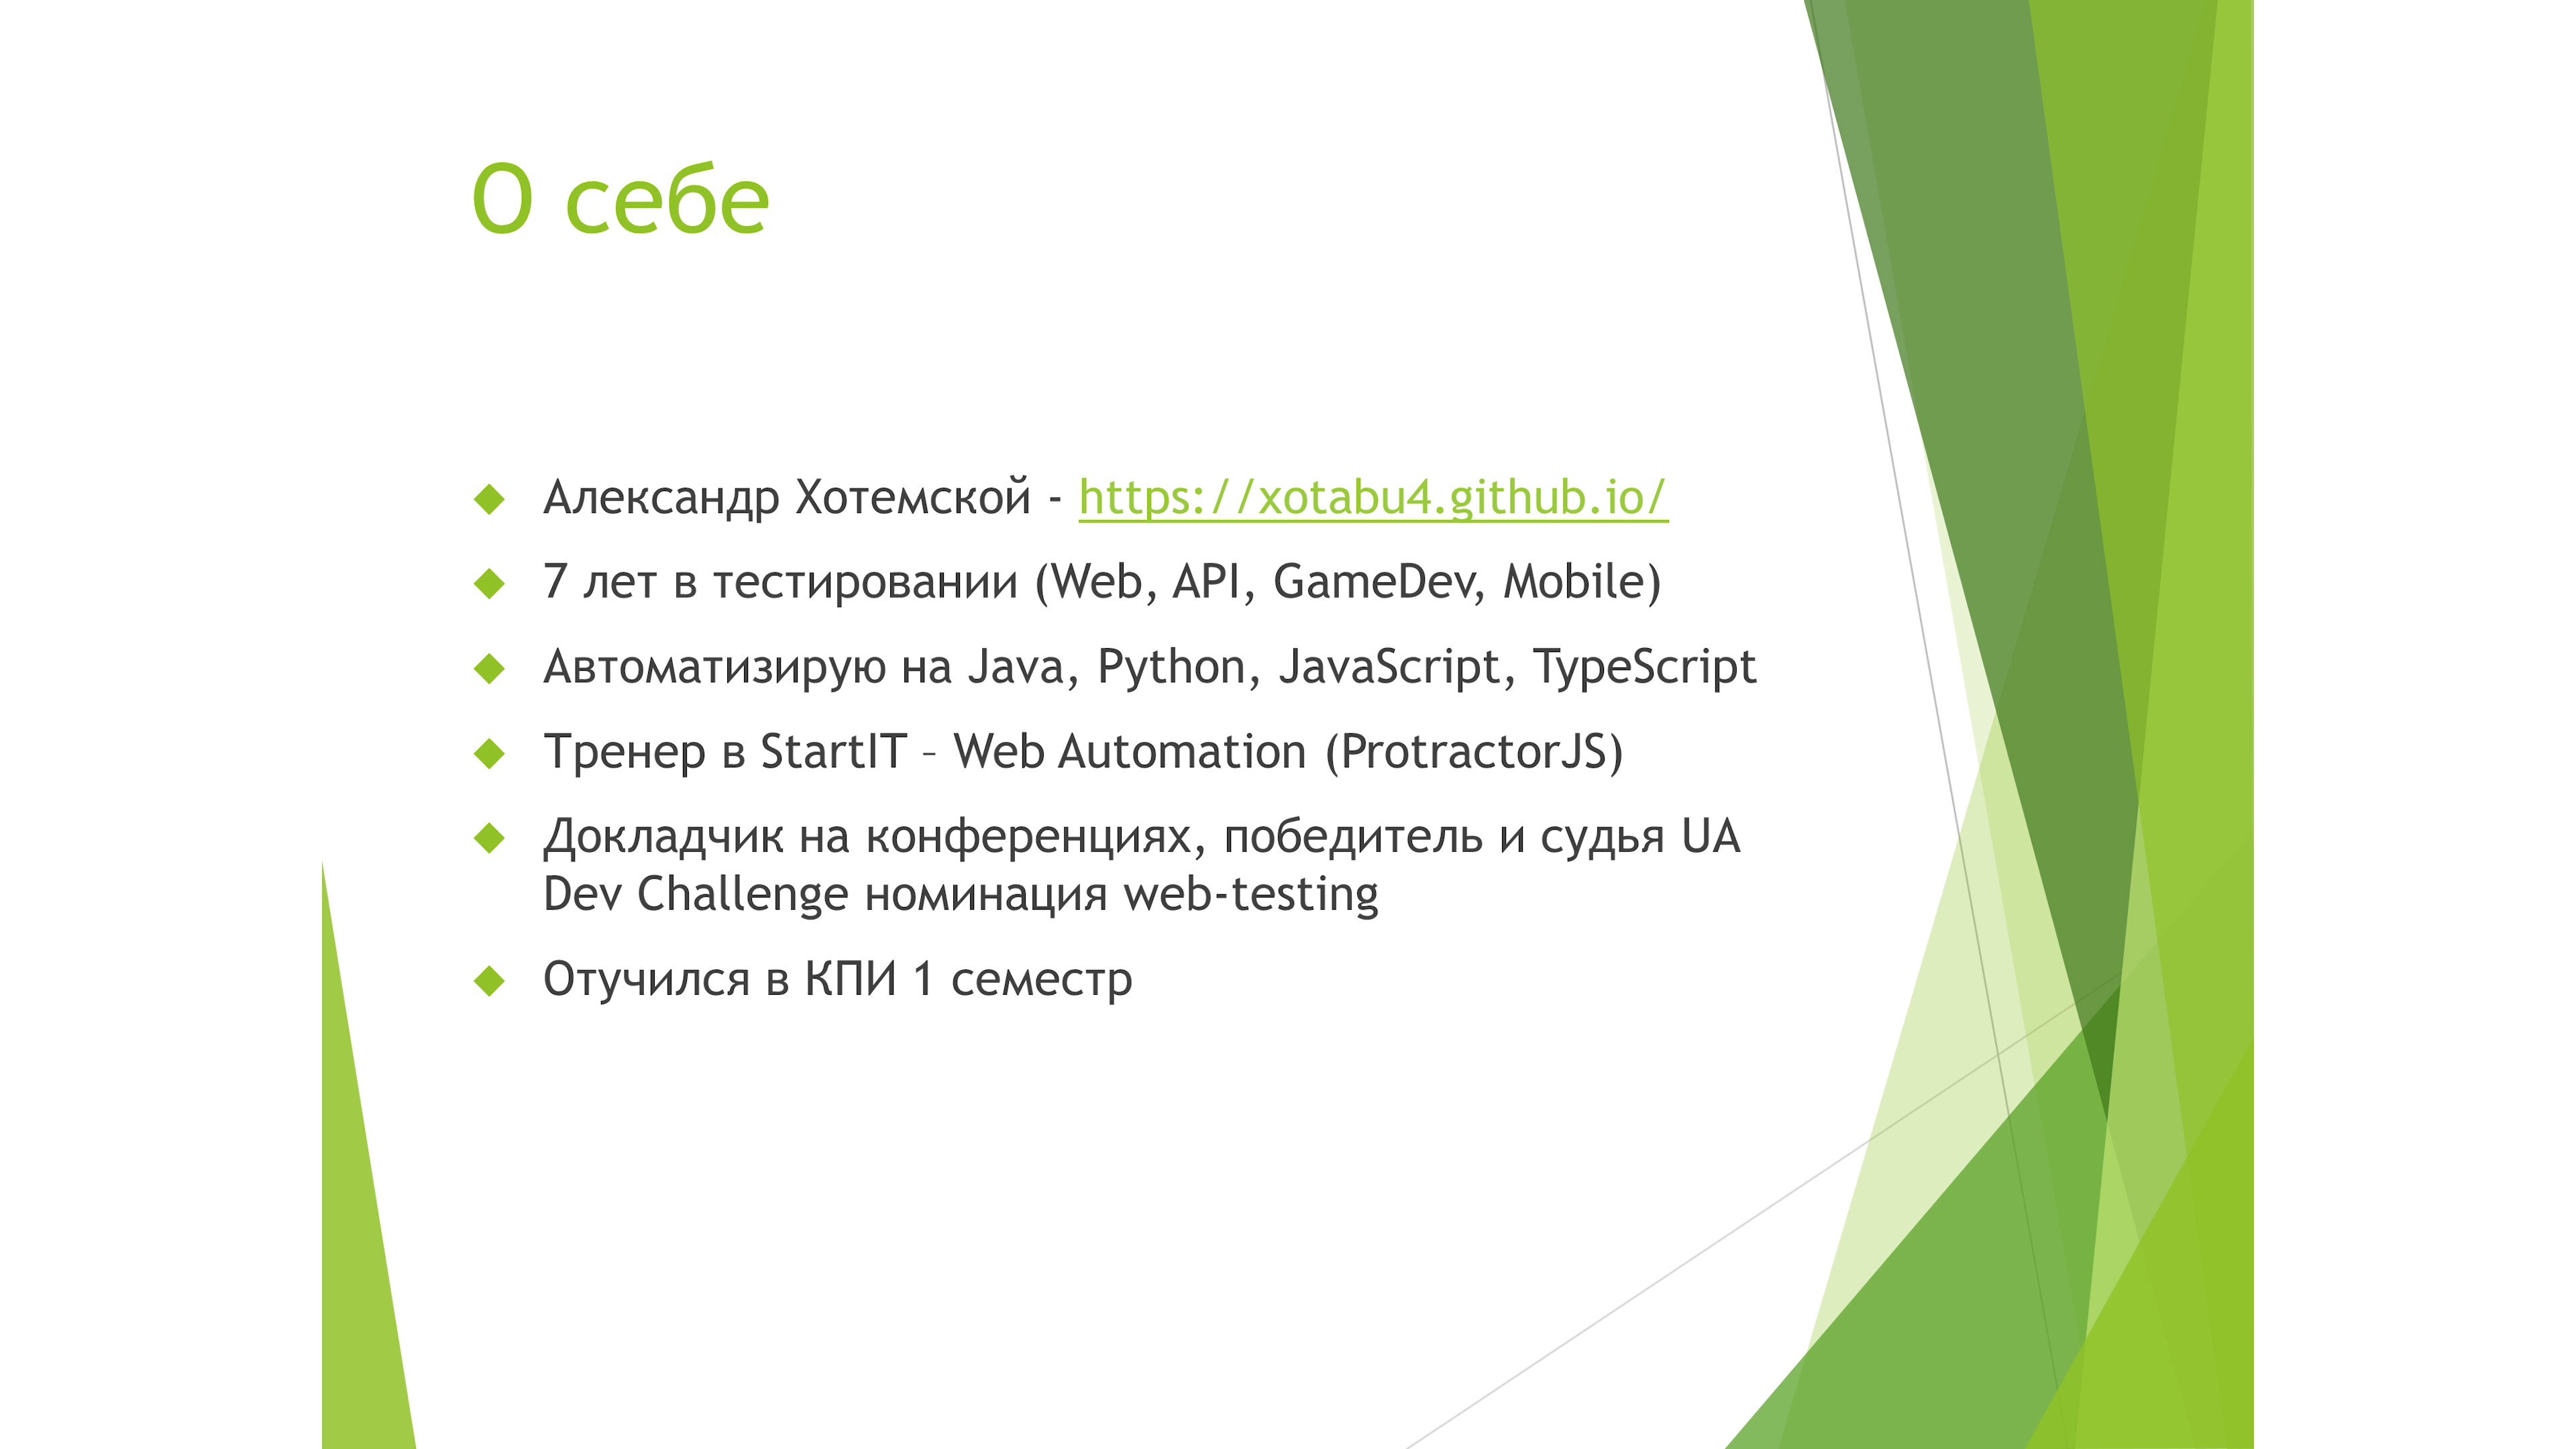 О себе
Александр Хотемской - https://xotabu4.github.io/
7 лет в тестировании (Web, API, GameDev, Mobile)
Автоматизирую на Java, Python, JavaScript, TypeScript
Тренер в StartIT – Web Automation (ProtractorJS)
Докладчик на конференциях, победитель и судья UA
Dev Challenge номинация web-testing
Отучился в КПИ 1 семестр